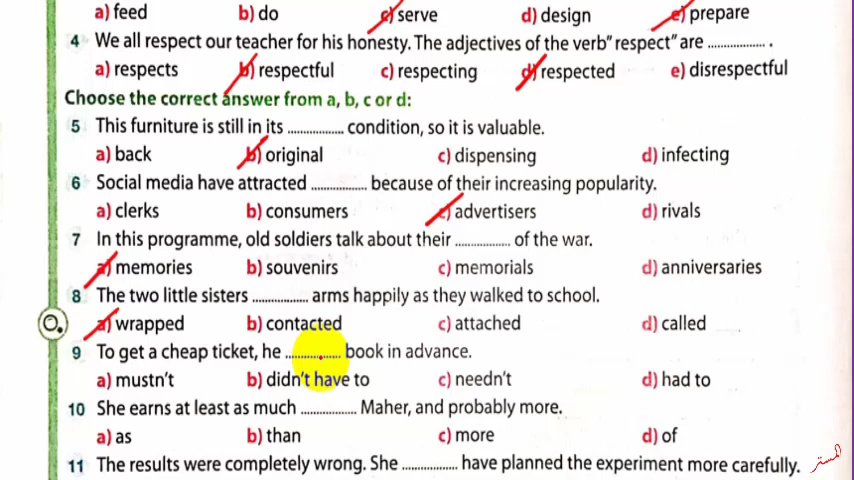 a) feed b) do c) serve d) design e) prepare
4 We all respect our teacher for his honesty. The adjectives of the verb" respect" are .................. .
a) respects b) respectful c) respecting d) respected e) disrespectful
Choose the correct answer from a, b, c or d:
5 This furniture is still in its ................. condition, so it is valuable.
a) back b) original c) dispensing d) infecting
6 Social media have attracted ................. because of their increasing popularity.
a) clerks b) consumers c) advertisers d) rivals
7 In this programme, old soldiers talk about their ................. of the war.
a) memories b) souvenirs c) memorials d) anniversaries
8 The two little sisters ................. arms happily as they walked to school.
a) wrapped b) contacted c) attached d) called
9 To get a cheap ticket, he ................. book in advance.
a) mustn't b) didn't have to c) needn't d) had to
10 She earns at least as much ................. Maher, and probably more.
a) as b) than c) more d) of
11 The results were completely wrong. She ................. have planned the experiment more carefully.
المستر